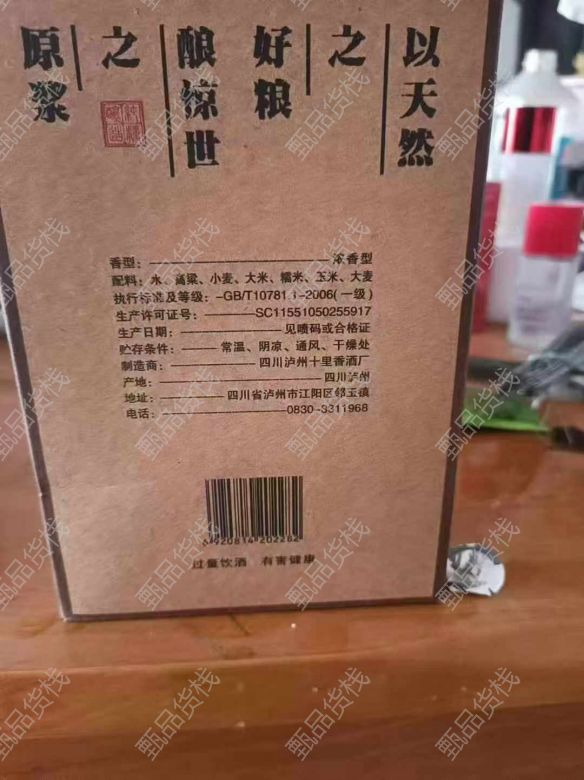 以天然
之
好粮
酿惊世
之
原浆
香型：浓香型
配料：水、高粱、小麦、大米、糯米、玉米、大麦
执行标准及等级：-GB/T10781.1-2006(一级)
生产许可证号：SC11551050255917
生产日期：见喷码或合格证
贮存条件：常温、阴凉、通风、干燥处
制造商：四川泸州十里香酒厂
产地：四川泸州
地址：四川省泸州市江阳区邻玉镇
电话：0830-3311968
6920814202262
过量饮酒 有害健康
甄品货栈